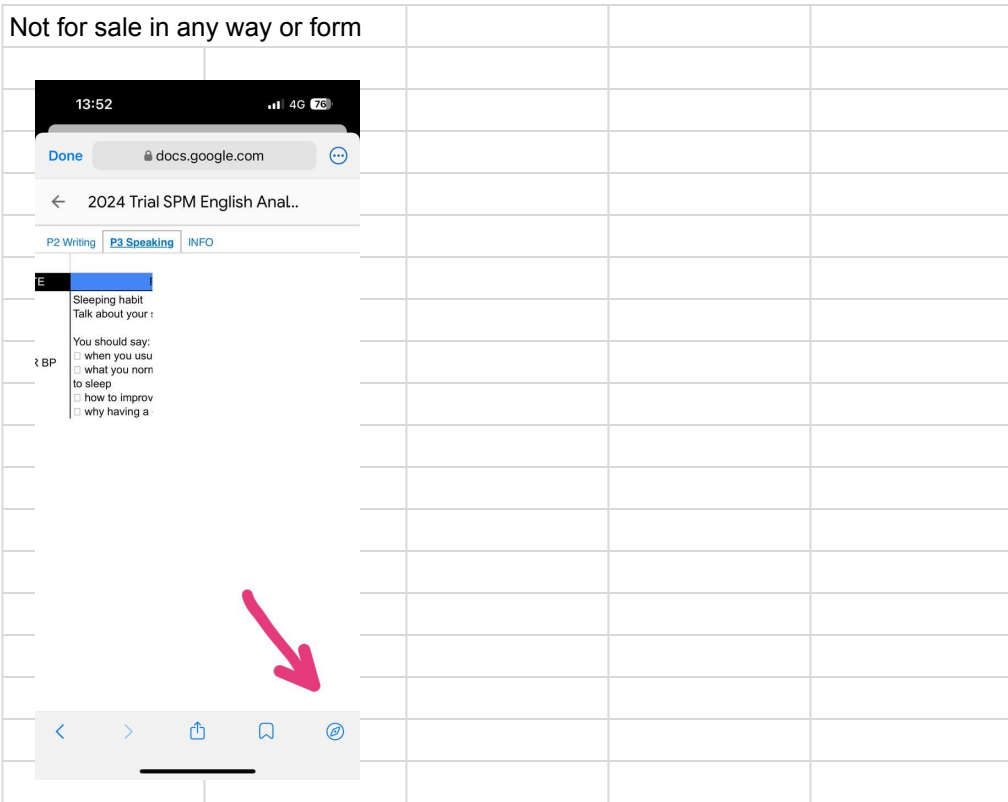 Not for sale in any way or form
13:52
4G 76
Done
docs.google.com
2024 Trial SPM English Anal...
P2 Writing
P3 Speaking
INFO
TE
Sleeping habit
Talk about your
You should say:
when you usu
R BP
what you norn
to sleep
how to improv
why having a